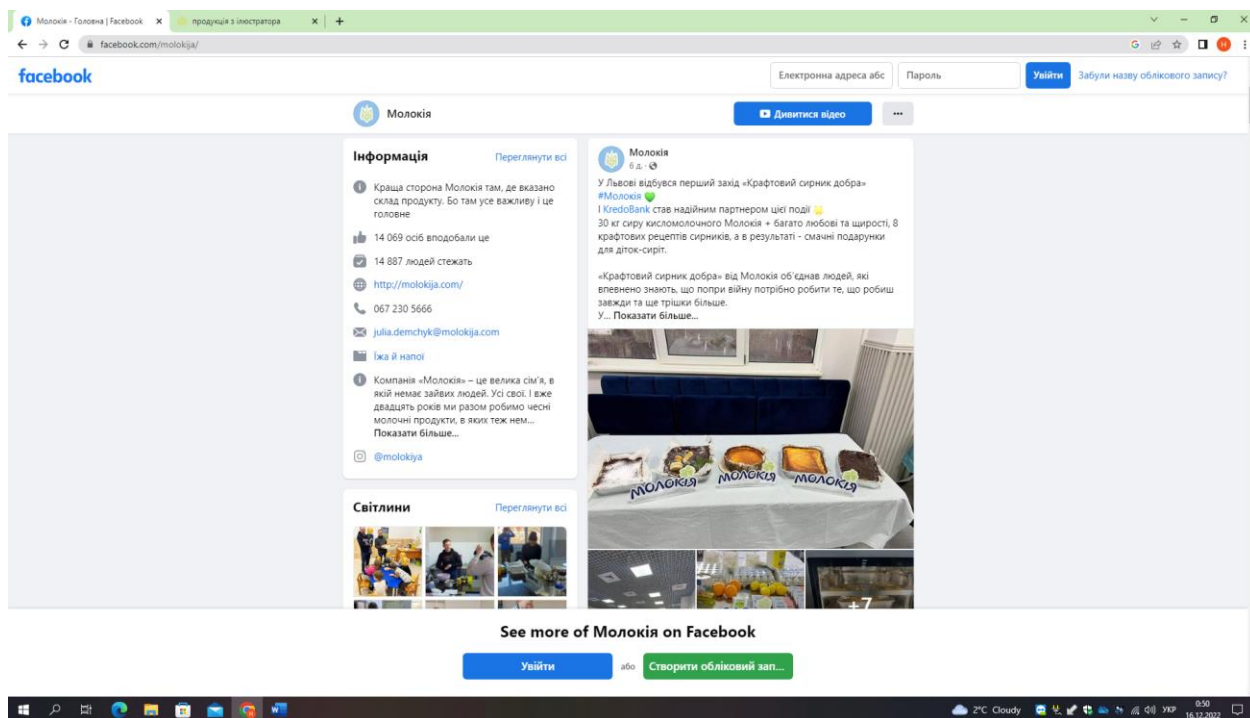 Молокія - Головна | Facebook
продукція з ілюстратора
facebook.com/molokija/
facebook
Електронна адреса або
Пароль
Увійти
Забули назву облікового запису?
Молокія
Дивитися відео
Інформація
Переглянути всі
Краща сторона Молокія там, де вказано
склад продукту. Бо там усе важливу і це
головне
14 069 осіб вподобали це
14 887 людей стежать
http://molokija.com/
067 230 5666
julia.demchyk@molokija.com
Їжа й напої
Компанія «Молокія» – це велика сім'я, в
якій немає зайвих людей. Усі свої. І вже
двадцять років ми разом робимо чесні
молочні продукти, в яких теж нем...
Показати більше...
@molokiya
Світлини
Переглянути всі
Молокія
6 д. ·
У Львові відбувся перший захід «Крафтовий сирник добра»
#Молокія
І KredoBank став надійним партнером цієї події
30 кг сиру кисломолочного Молокія + багато любові та щирості, 8
крафтових рецептів сирників, а в результаті - смачні подарунки
для діток-сиріт.
«Крафтовий сирник добра» від Молокія об'єднав людей, які
впевнено знають, що попри війну потрібно робити те, що робиш
завжди та ще трішки більше.
У... Показати більше...
МОЛОКІЯ
МОЛОКІЯ
МОЛОКІЯ
+7
See more of Молокія on Facebook
Увійти
або
Створити обліковий зап...
2°C Cloudy
УКР
0:50
16.12.2022